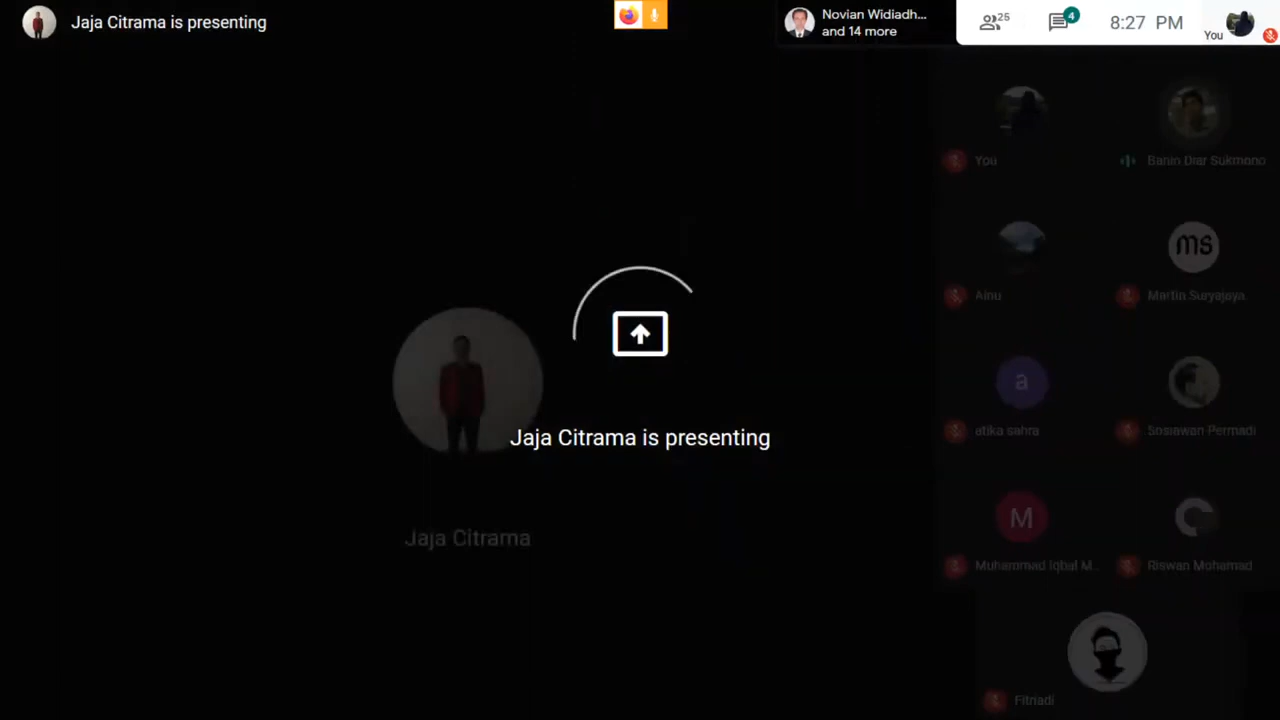 Jaja Citrama is presenting
Novian Widiadh...
and 14 more
25
4
8:27 PM
You
You
Banin Diar Sukmono
Ainu
ms
Martin Suryajaya
a
atika sahra
Sosiawan Permadi
Jaja Citrama is presenting
Jaja Citrama
M
Muhammad Iqbal M...
Riswan Mohamad
Fitriadi